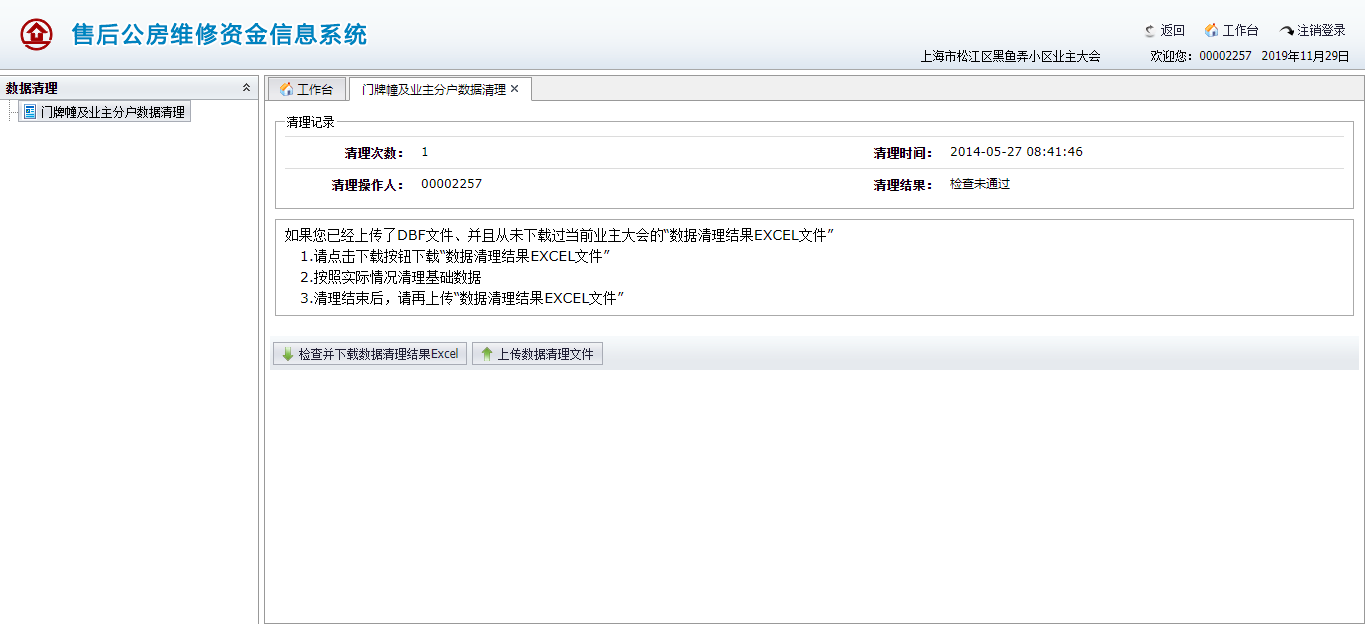 售后公房维修资金信息系统
返回 工作台 注销登录
上海市松江区黑鱼弄小区业主大会 欢迎您：00002257 2019年11月29日
数据清理
门牌幢及业主分户数据清理
工作台 门牌幢及业主分户数据清理
清理记录
清理次数： 1 清理时间： 2014-05-27 08:41:46
清理操作人： 00002257 清理结果： 检查未通过
如果您已经上传了DBF文件、并且从未下载过当前业主大会的“数据清理结果EXCEL文件”
1.请点击下载按钮下载“数据清理结果EXCEL文件”
2.按照实际情况清理基础数据
3.清理结束后，请再上传“数据清理结果EXCEL文件”
检查并下载数据清理结果Excel 上传数据清理文件